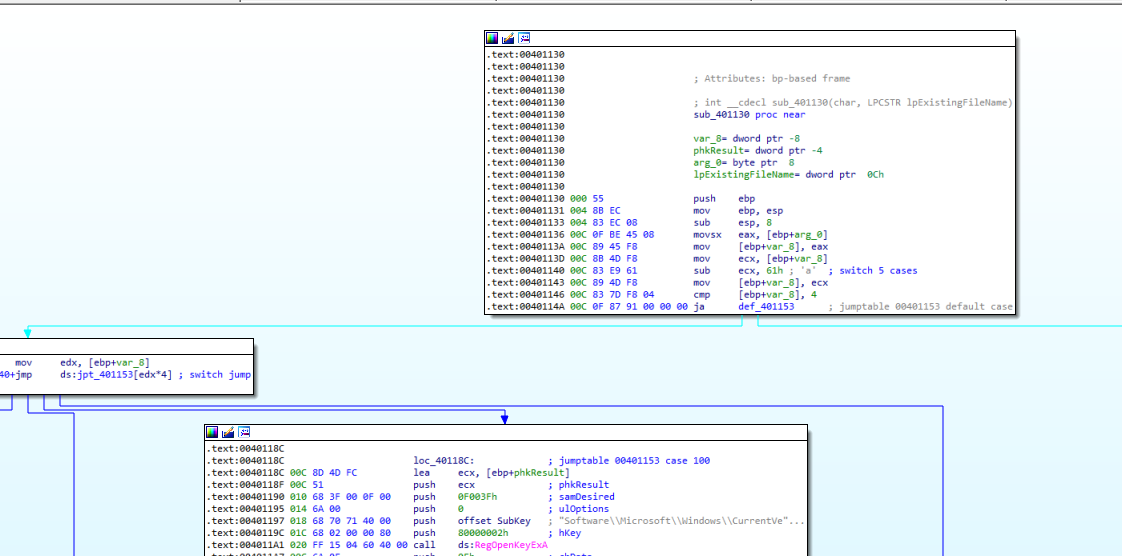 .text:00401130
.text:00401130
.text:00401130 ; Attributes: bp-based frame
.text:00401130
.text:00401130 ; int __cdecl sub_401130(char, LPCSTR lpExistingFileName)
.text:00401130 sub_401130 proc near
.text:00401130
.text:00401130 var_8= dword ptr -8
.text:00401130 phkResult= dword ptr -4
.text:00401130 arg_0= byte ptr  8
.text:00401130 lpExistingFileName= dword ptr  0Ch
.text:00401130
.text:00401130 000 55 push ebp
.text:00401131 004 8B EC mov ebp, esp
.text:00401133 004 83 EC 08 sub esp, 8
.text:00401136 00C 0F BE 45 08 movsx eax, [ebp+arg_0]
.text:0040113A 00C 89 45 F8 mov [ebp+var_8], eax
.text:0040113D 00C 8B 4D F8 mov ecx, [ebp+var_8]
.text:00401140 00C 83 E9 61 sub ecx, 61h ; 'a' ; switch 5 cases
.text:00401143 00C 89 4D F8 mov [ebp+var_8], ecx
.text:00401146 00C 83 7D F8 04 cmp [ebp+var_8], 4
.text:0040114A 00C 0F 87 91 00 00 00 ja def_401153 ; jumptable 00401153 default case
mov edx, [ebp+var_8]
40+jmp ds:jpt_401153[edx*4] ; switch jump
.text:0040118C
.text:0040118C loc_40118C: ; jumptable 00401153 case 100
.text:0040118C 00C 8D 4D FC lea ecx, [ebp+phkResult]
.text:0040118F 00C 51 push ecx ; phkResult
.text:00401190 010 68 3F 00 0F 00 push 0F003Fh ; samDesired
.text:00401195 014 6A 00 push 0 ; ulOptions
.text:00401197 018 68 70 71 40 00 push offset SubKey ; "Software\\Microsoft\\Windows\\CurrentVe"...
.text:0040119C 01C 68 02 00 00 80 push 80000002h ; hKey
.text:004011A1 020 FF 15 04 60 40 00 call ds:RegOpenKeyExA